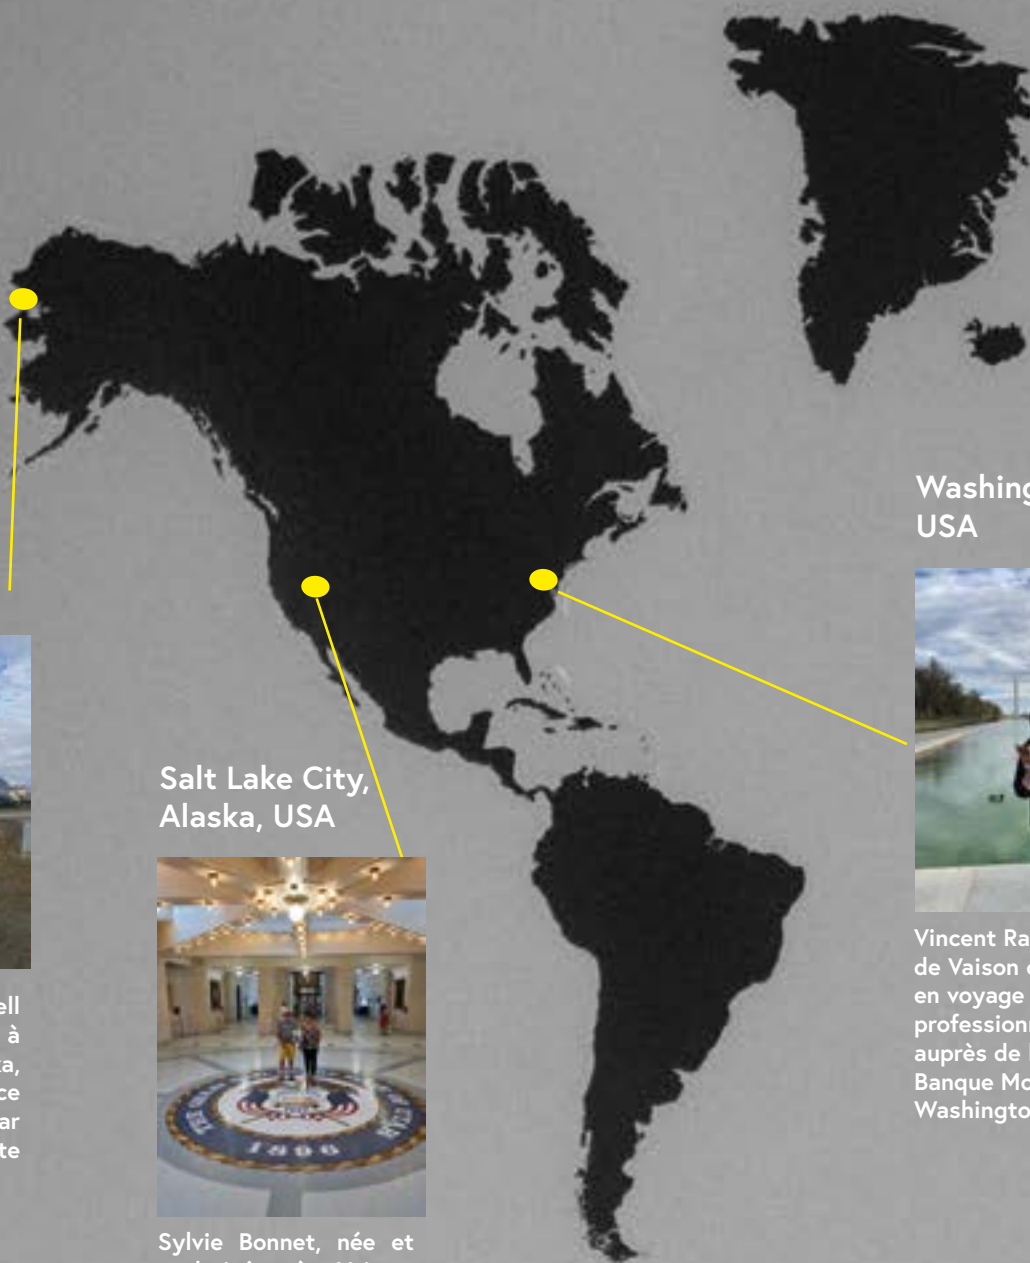 Washing
USA
Salt Lake City,
Alaska, USA
1896
Vincent Ra
de Vaison
en voyage
profession
auprès de
Banque Mo
Washingto
ell
à
ka,
ce
ar
te
Sylvie Bonnet, née et